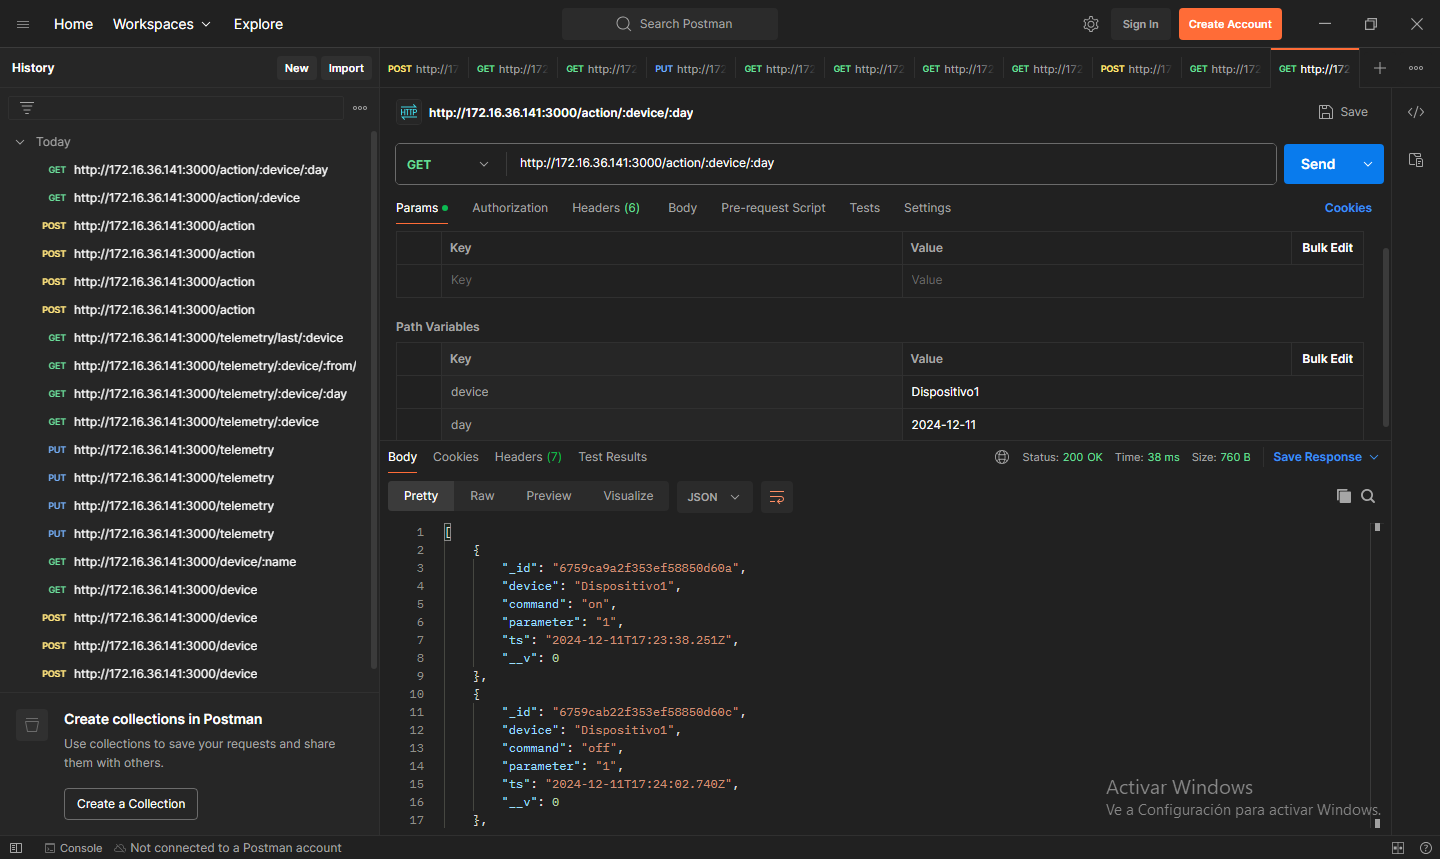 Home Workspaces Explore Search Postman Sign In Create Account
History New Import
POST http://17 GET http://172 GET http://172 PUT http://172 GET http://172 GET http://172 GET http://172 GET http://172 POST http://17 GET http://172 GET http://172
HTTP http://172.16.36.141:3000/action/:device/:day Save
GET http://172.16.36.141:3000/action/:device/:day Send
Params Authorization Headers (6) Body Pre-request Script Tests Settings Cookies
Key Value Bulk Edit
Key Value
Path Variables
Key Value Bulk Edit
device Dispositivo1
day 2024-12-11
Today
GET http://172.16.36.141:3000/action/:device/:day
GET http://172.16.36.141:3000/action/:device
POST http://172.16.36.141:3000/action
POST http://172.16.36.141:3000/action
POST http://172.16.36.141:3000/action
POST http://172.16.36.141:3000/action
GET http://172.16.36.141:3000/telemetry/last/:device
GET http://172.16.36.141:3000/telemetry/:device/:from/
GET http://172.16.36.141:3000/telemetry/:device/:day
GET http://172.16.36.141:3000/telemetry/:device
PUT http://172.16.36.141:3000/telemetry
PUT http://172.16.36.141:3000/telemetry
PUT http://172.16.36.141:3000/telemetry
PUT http://172.16.36.141:3000/telemetry
GET http://172.16.36.141:3000/device/:name
GET http://172.16.36.141:3000/device
POST http://172.16.36.141:3000/device
POST http://172.16.36.141:3000/device
POST http://172.16.36.141:3000/device
Create collections in Postman
Use collections to save your requests and share
them with others.
Create a Collection
Body Cookies Headers (7) Test Results Status: 200 OK Time: 38 ms Size: 760 B Save Response
Pretty Raw Preview Visualize JSON
1 [
2 {
3 "_id": "6759ca9a2f353ef58850d60a",
4 "device": "Dispositivo1",
5 "command": "on",
6 "parameter": "1",
7 "ts": "2024-12-11T17:23:38.251Z",
8 "__v": 0
9 },
10 {
11 "_id": "6759cab22f353ef58850d60c",
12 "device": "Dispositivo1",
13 "command": "off",
14 "parameter": "1",
15 "ts": "2024-12-11T17:24:02.740Z",
16 "__v": 0
17 },
Activar Windows
Ve a Configuración para activar Windows.
Console Not connected to a Postman account